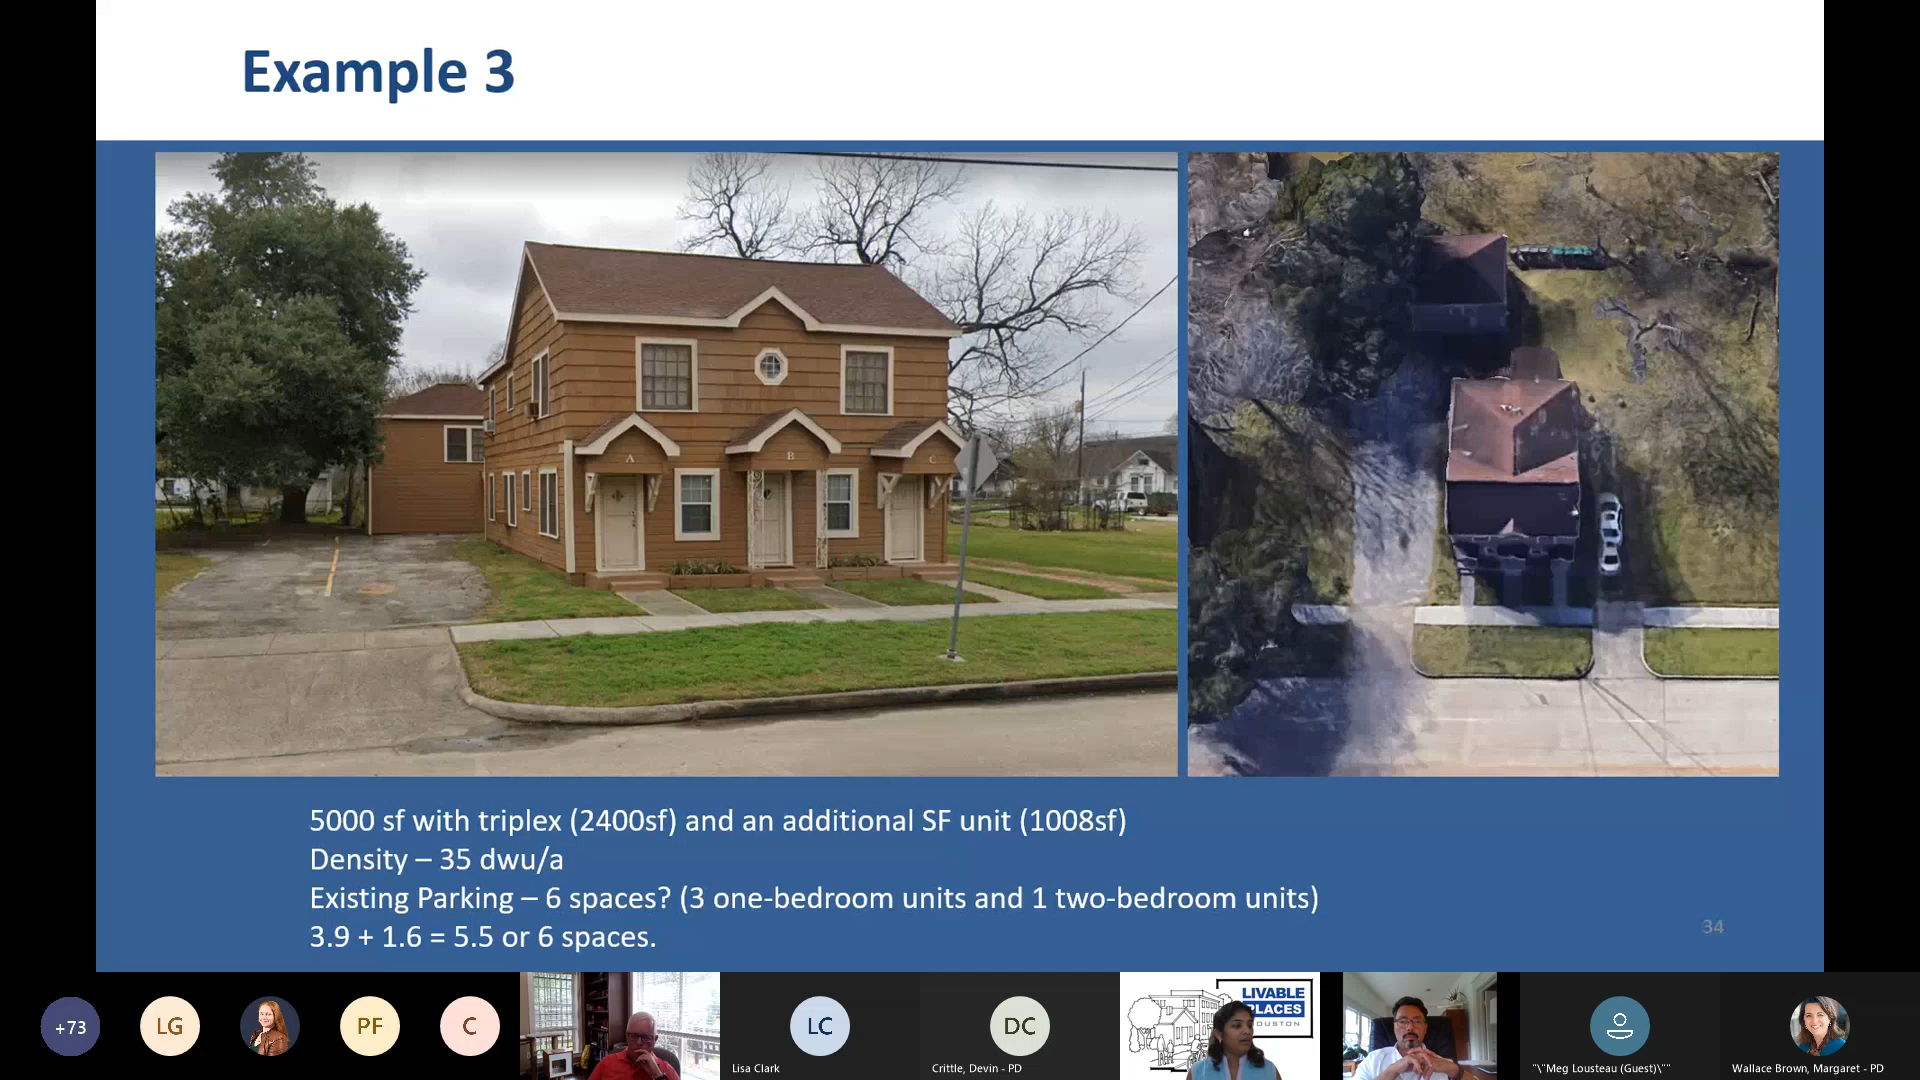 Example 3
A
B
C
5000 sf with triplex (2400sf) and an additional SF unit (1008sf)
Density – 35 dwu/a
Existing Parking – 6 spaces? (3 one-bedroom units and 1 two-bedroom units)
3.9 + 1.6 = 5.5 or 6 spaces.
34
+73
LG
PF
C
LC
Lisa Clark
DC
Crittle, Devin - PD
LIVABLE
PLACES
OUSTON
"\"Meg Lousteau (Guest)\""
Wallace Brown, Margaret - PD